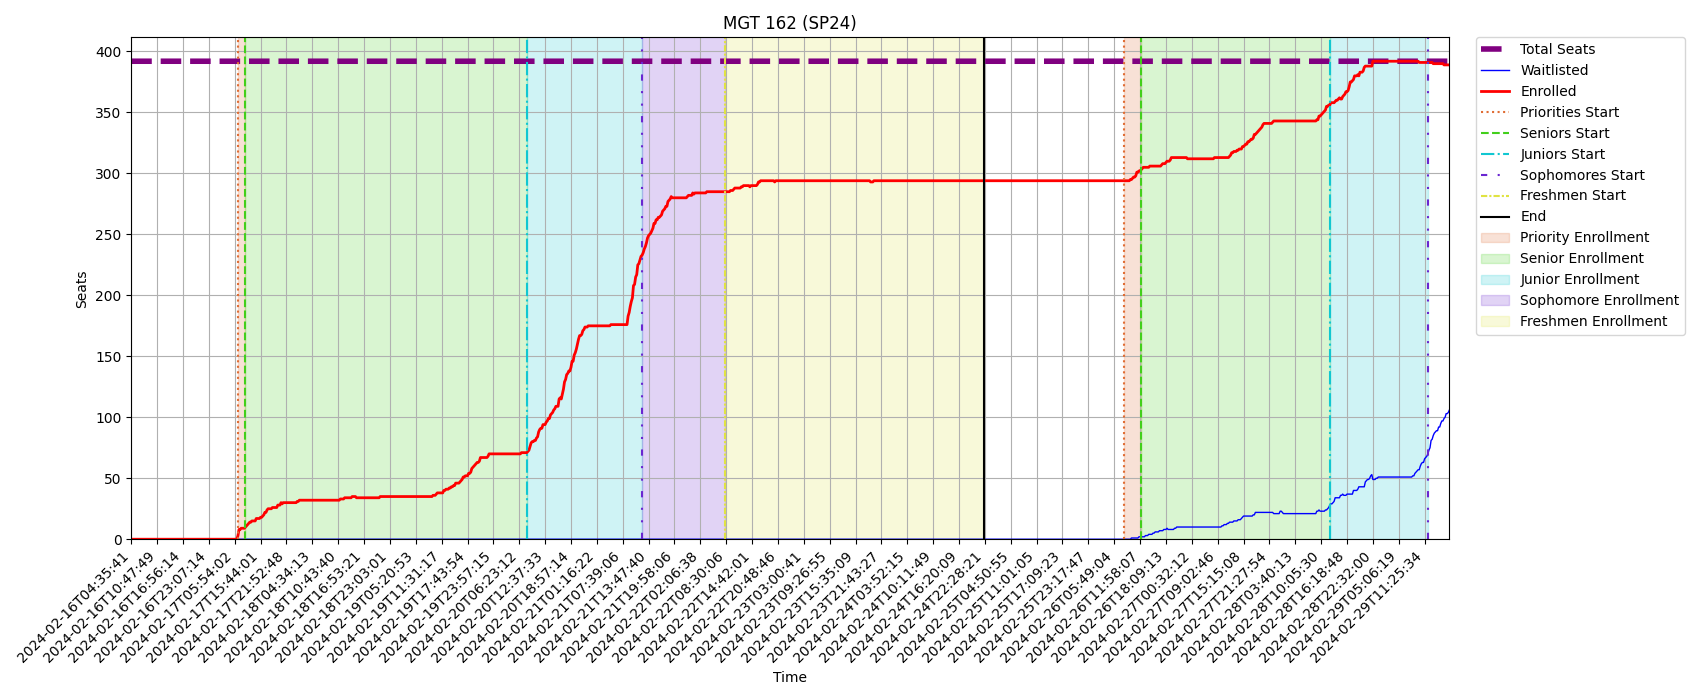 MGT 162 (SP24)
400
350
300
250
200
150
100
50
0
Seats
2024-02-16T04:35:41
2024-02-16T10:47:49
2024-02-16T16:56:14
2024-02-16T23:07:14
2024-02-17T05:54:02
2024-02-17T15:44:01
2024-02-17T21:52:48
2024-02-18T04:34:13
2024-02-18T10:43:40
2024-02-18T16:53:21
2024-02-18T23:03:01
2024-02-19T05:20:53
2024-02-19T11:31:17
2024-02-19T17:43:54
2024-02-19T23:57:15
2024-02-20T06:23:12
2024-02-20T12:37:33
2024-02-20T18:57:14
2024-02-21T01:16:22
2024-02-21T07:39:06
2024-02-21T13:47:40
2024-02-21T19:58:06
2024-02-22T02:06:38
2024-02-22T08:30:06
2024-02-22T14:42:01
2024-02-22T20:48:46
2024-02-23T03:00:41
2024-02-23T09:26:55
2024-02-23T15:35:09
2024-02-23T21:43:27
2024-02-24T03:52:15
2024-02-24T10:11:49
2024-02-24T16:20:09
2024-02-24T22:28:21
2024-02-25T04:50:55
2024-02-25T11:01:05
2024-02-25T17:09:23
2024-02-25T23:17:47
2024-02-26T05:49:04
2024-02-26T11:58:07
2024-02-26T18:09:13
2024-02-27T00:32:12
2024-02-27T09:02:46
2024-02-27T15:15:08
2024-02-27T21:27:54
2024-02-28T03:40:13
2024-02-28T10:05:30
2024-02-28T16:18:48
2024-02-28T22:32:00
2024-02-29T05:06:19
2024-02-29T11:25:34
Time
Total Seats
Waitlisted
Enrolled
Priorities Start
Seniors Start
Juniors Start
Sophomores Start
Freshmen Start
End
Priority Enrollment
Senior Enrollment
Junior Enrollment
Sophomore Enrollment
Freshmen Enrollment